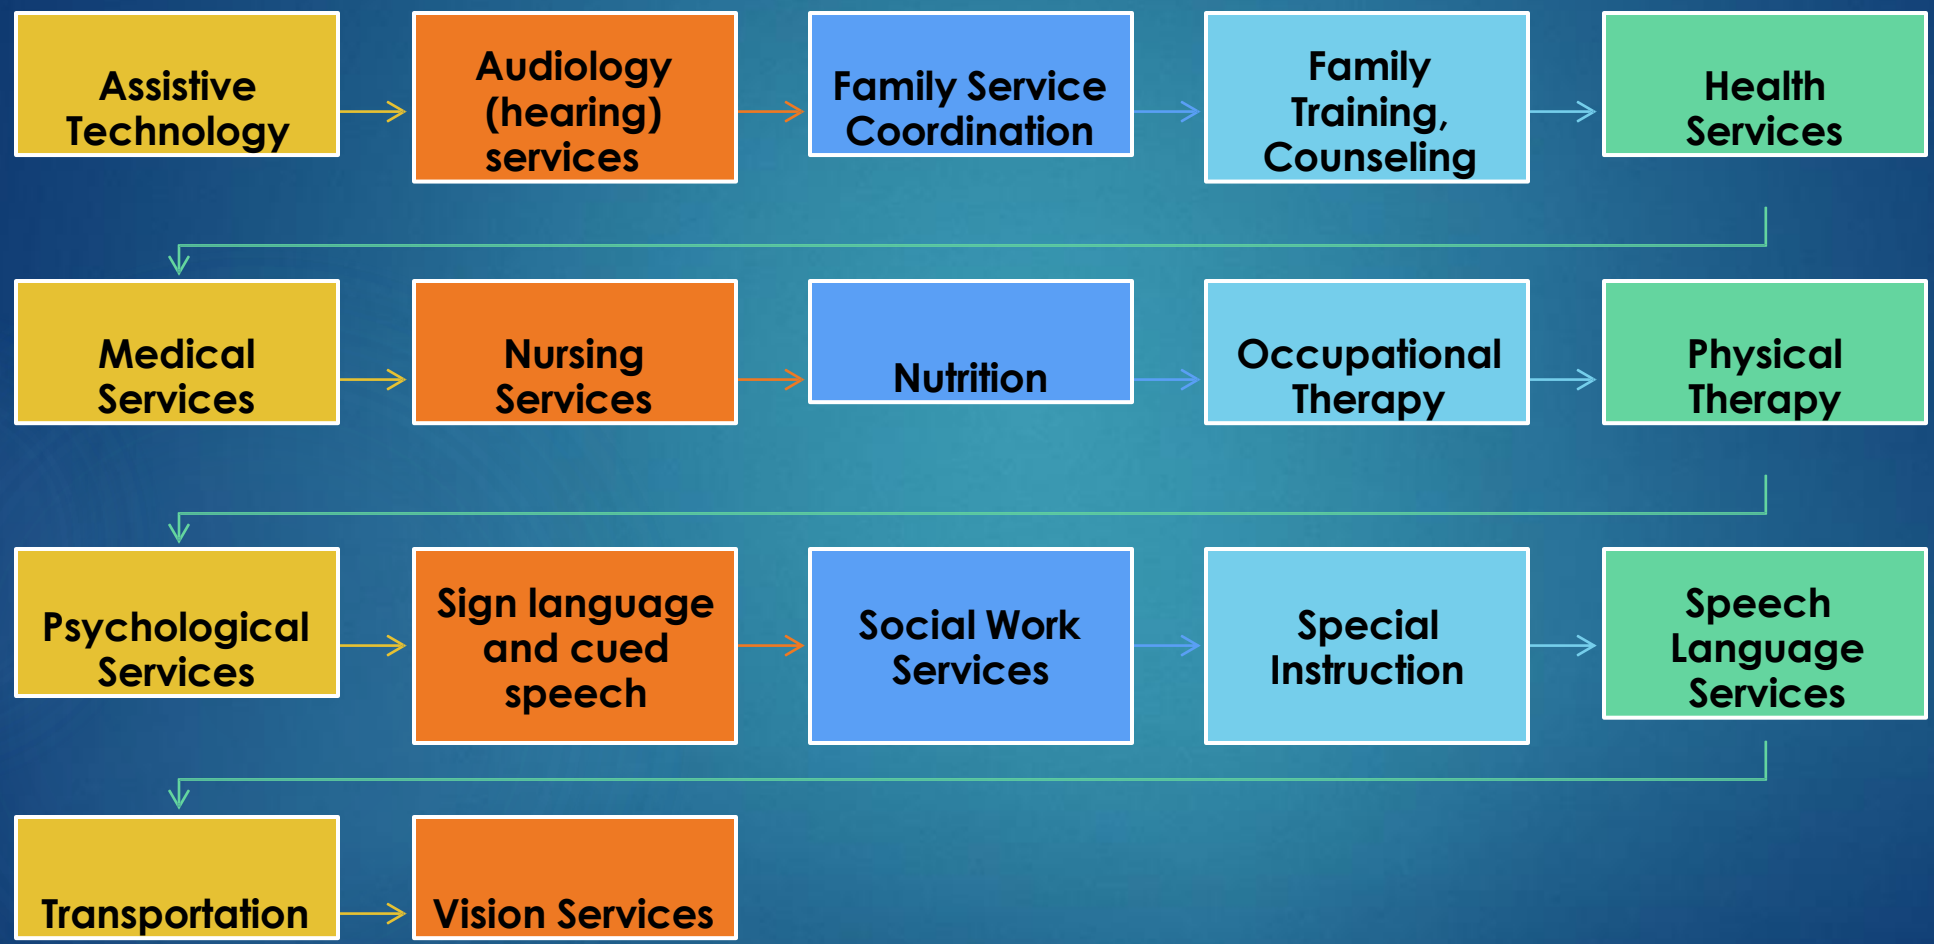 Assistive
Technology
Audiology
(hearing)
services
Family Service
Coordination
Family
Training,
Counseling
Health
Services
Medical
Services
Nursing
Services
Nutrition
Occupational
Therapy
Physical
Therapy
Psychological
Services
Sign language
and cued
speech
Social Work
Services
Special
Instruction
Speech
Language
Services
Transportation
Vision Services